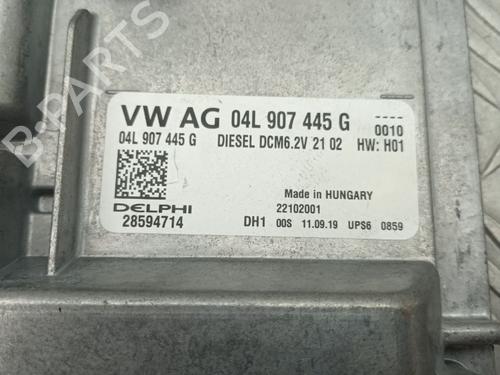 VW AG 04L 907 445 G ----
0010
04L 907 445 G DIESEL DCM6.2V 21 02 HW: H01
Made in HUNGARY
22102001
DELPHI
28594714 DH1 00S 11.09.19 UPS6 0859
B-PARTS